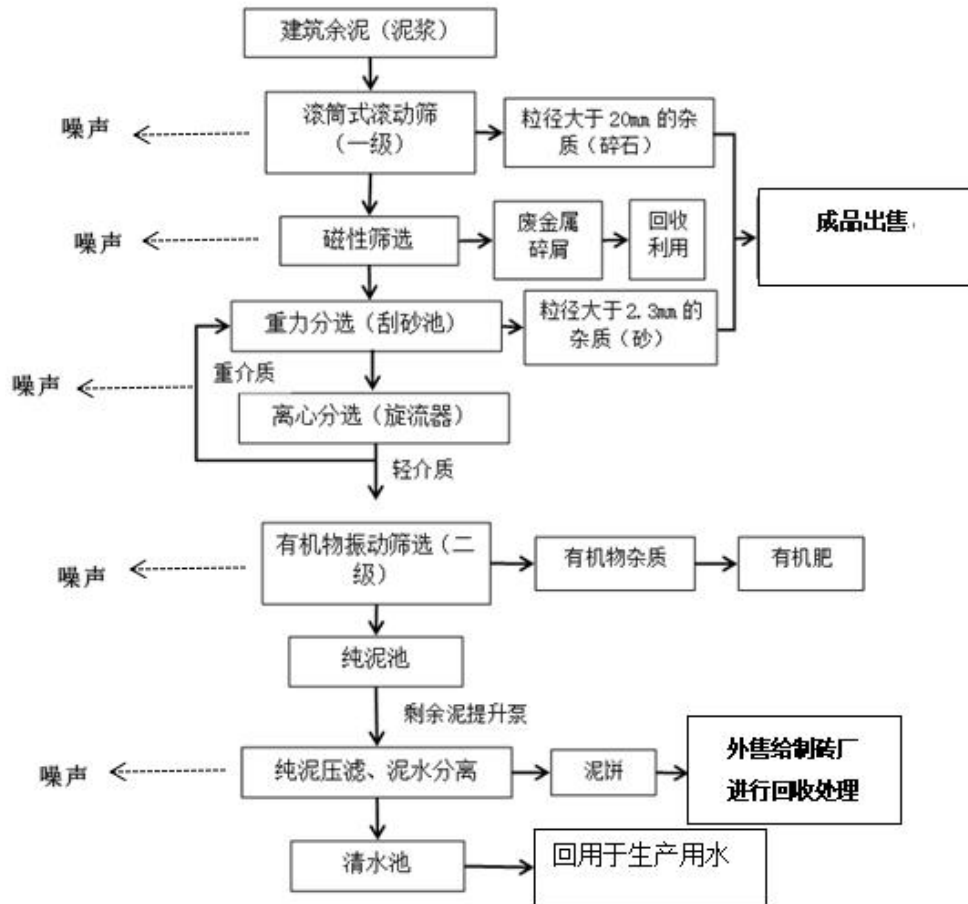 建筑余泥（泥浆）
噪声
滚筒式滚动筛
（一级）
粒径大于20mm的杂
质（碎石）
噪声
磁性筛选
废金属
碎屑
回收
利用
成品出售
重力分选（刮砂池）
粒径大于2.3mm的
杂质（砂）
噪声
重介质
离心分选（旋流器）
轻介质
噪声
有机物振动筛选（二
级）
有机物杂质
有机肥
纯泥池
剩余泥提升泵
噪声
纯泥压滤、泥水分离
泥饼
外售给制砖厂
进行回收处理
清水池
回用于生产用水